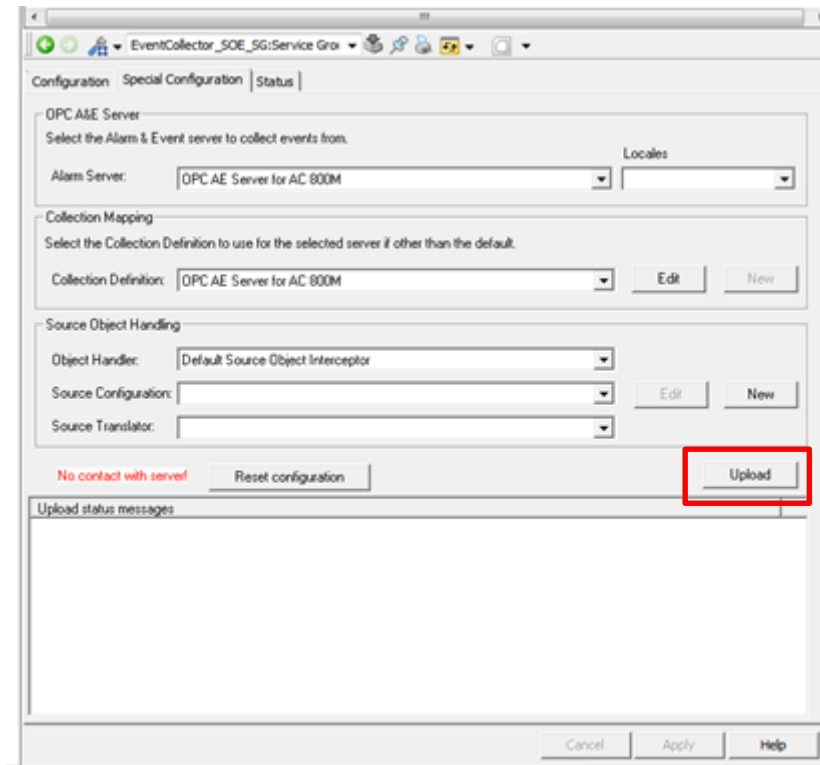 EventCollector_SOE_SG:Service Gro
Configuration Special Configuration Status
OPC A&E Server
Select the Alarm & Event server to collect events from.
Locales
Alarm Server: OPC AE Server for AC 800M
Collection Mapping
Select the Collection Definition to use for the selected server if other than the default.
Collection Definition: OPC AE Server for AC 800M Edit New
Source Object Handling
Object Handler: Default Source Object Interceptor
Source Configuration: Edit New
Source Translator:
No contact with server! Reset configuration Upload
Upload status messages
Cancel Apply Help